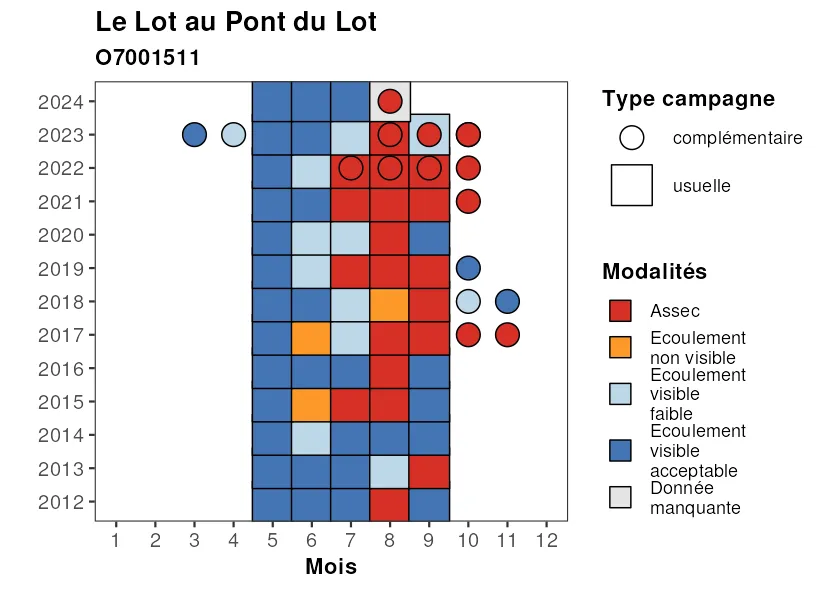 Le Lot au Pont du Lot
O7001511
2024
2023
2022
2021
2020
2019
2018
2017
2016
2015
2014
2013
2012
1 2 3 4 5 6 7 8 9 10 11 12
Mois
Type campagne
complémentaire
usuelle
Modalités
Assec
Ecoulement
non visible
Ecoulement
visible
faible
Ecoulement
visible
acceptable
Donnée
manquante